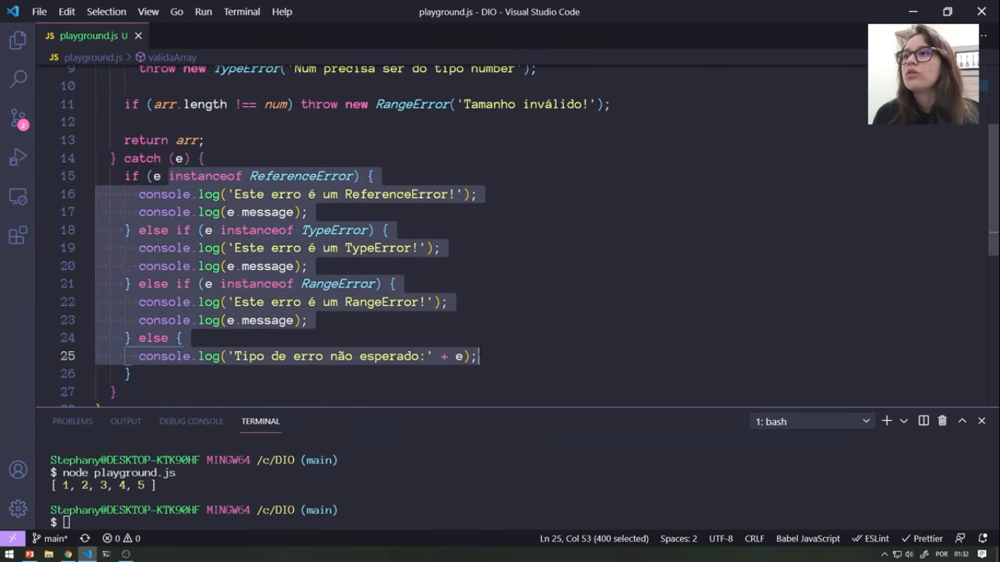 File Edit Selection View Go Run Terminal Help playground.js - DIO - Visual Studio Code
JS playground.js U
JS playground.js > validaArray
9 throw new TypeError('Num precisa ser do tipo number');
10
11 if (arr.length !== num) throw new RangeError('Tamanho inválido!');
12
13 return arr;
14 } catch (e) {
15 if (e instanceof ReferenceError) {
16 console.log('Este erro é um ReferenceError!');
17 console.log(e.message);
18 } else if (e instanceof TypeError) {
19 console.log('Este erro é um TypeError!');
20 console.log(e.message);
21 } else if (e instanceof RangeError) {
22 console.log('Este erro é um RangeError!');
23 console.log(e.message);
24 } else {
25 console.log('Tipo de erro não esperado:' + e);
26 }
27 }
2
PROBLEMS OUTPUT DEBUG CONSOLE TERMINAL 1: bash
Stephany@DESKTOP-KTK90HF MINGW64 /c/DIO (main)
$ node playground.js
[ 1, 2, 3, 4, 5 ]
Stephany@DESKTOP-KTK90HF MINGW64 /c/DIO (main)
$
main* 0 0 Ln 25, Col 53 (400 selected) Spaces: 2 UTF-8 CRLF Babel JavaScript ESLint Prettier
POR 01:32